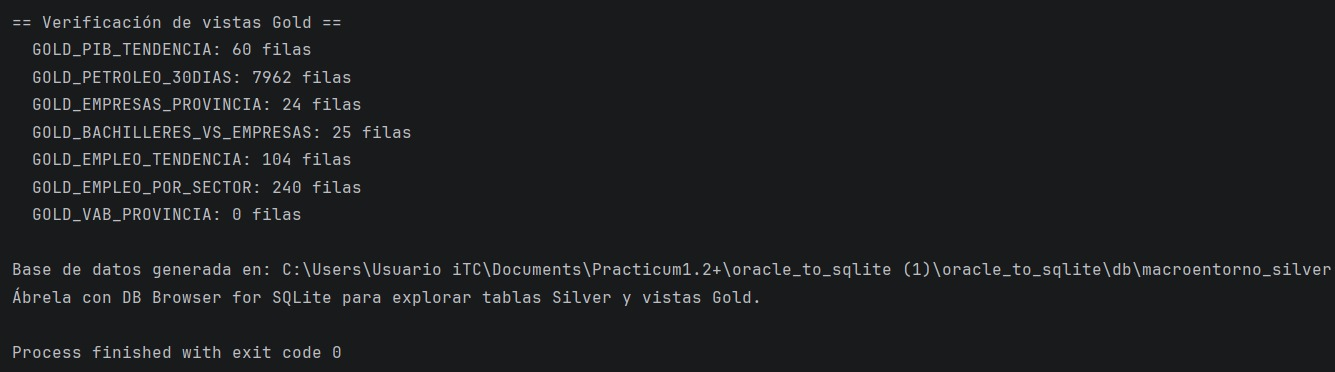 == Verificación de vistas Gold ==
GOLD_PIB_TENDENCIA: 60 filas
GOLD_PETROLEO_30DIAS: 7962 filas
GOLD_EMPRESAS_PROVINCIA: 24 filas
GOLD_BACHILLERES_VS_EMPRESAS: 25 filas
GOLD_EMPLEO_TENDENCIA: 104 filas
GOLD_EMPLEO_POR_SECTOR: 240 filas
GOLD_VAB_PROVINCIA: 0 filas
Base de datos generada en: C:\Users\Usuario iTC\Documents\Practicum1.2+\oracle_to_sqlite (1)\oracle_to_sqlite\db\macroentorno_silver
Ábrela con DB Browser for SQLite para explorar tablas Silver y vistas Gold.
Process finished with exit code 0